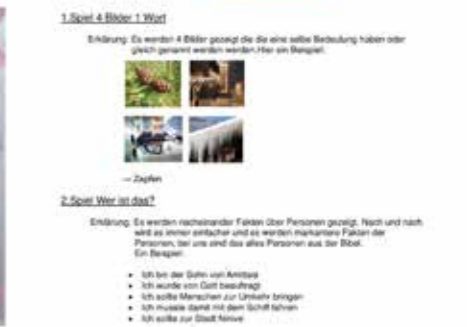 1.Spiel 4 Bilder 1 Wort
Erklärung: Es werden 4 Bilder gezeigt die die eine selbe Bedeutung haben oder
gleich genannt werden werden.Hier ein Beispiel.
→ Zapfen
2.Spiel Wer ist das?
Erklärung: Es werden nacheinander Fakten über Personen gezeigt. Nach und nach
wird es immer einfacher und es werden markantere Fakten der
Personen, bei uns sind das alles Personen aus der Bibel.
Ein Beispiel:
• Ich bin der Sohn von Amittais
• Ich wurde von Gott beauftragt
• Ich sollte Menschen zur Umkehr bringen
• Ich musste damit mit dem Schiff fahren
• Ich sollte zur Stadt Ninive